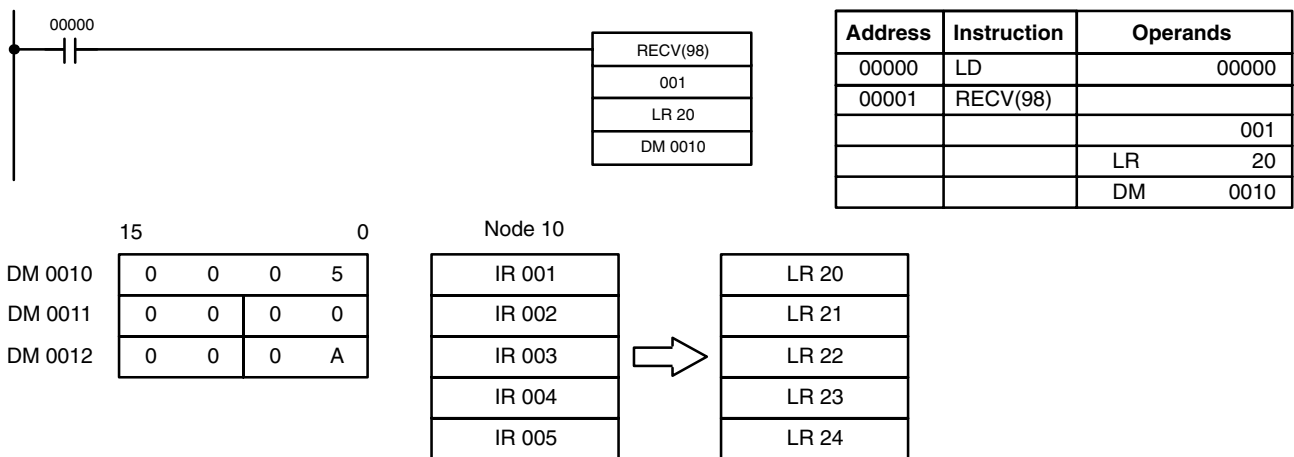 00000
RECV(98)
001
LR 20
DM 0010
Address Instruction Operands
00000 LD 00000
00001 RECV(98)
001
LR 20
DM 0010
15 0
DM 0010 0 0 0 5
DM 0011 0 0 0 0
DM 0012 0 0 0 A
Node 10
IR 001
IR 002
IR 003
IR 004
IR 005
LR 20
LR 21
LR 22
LR 23
LR 24